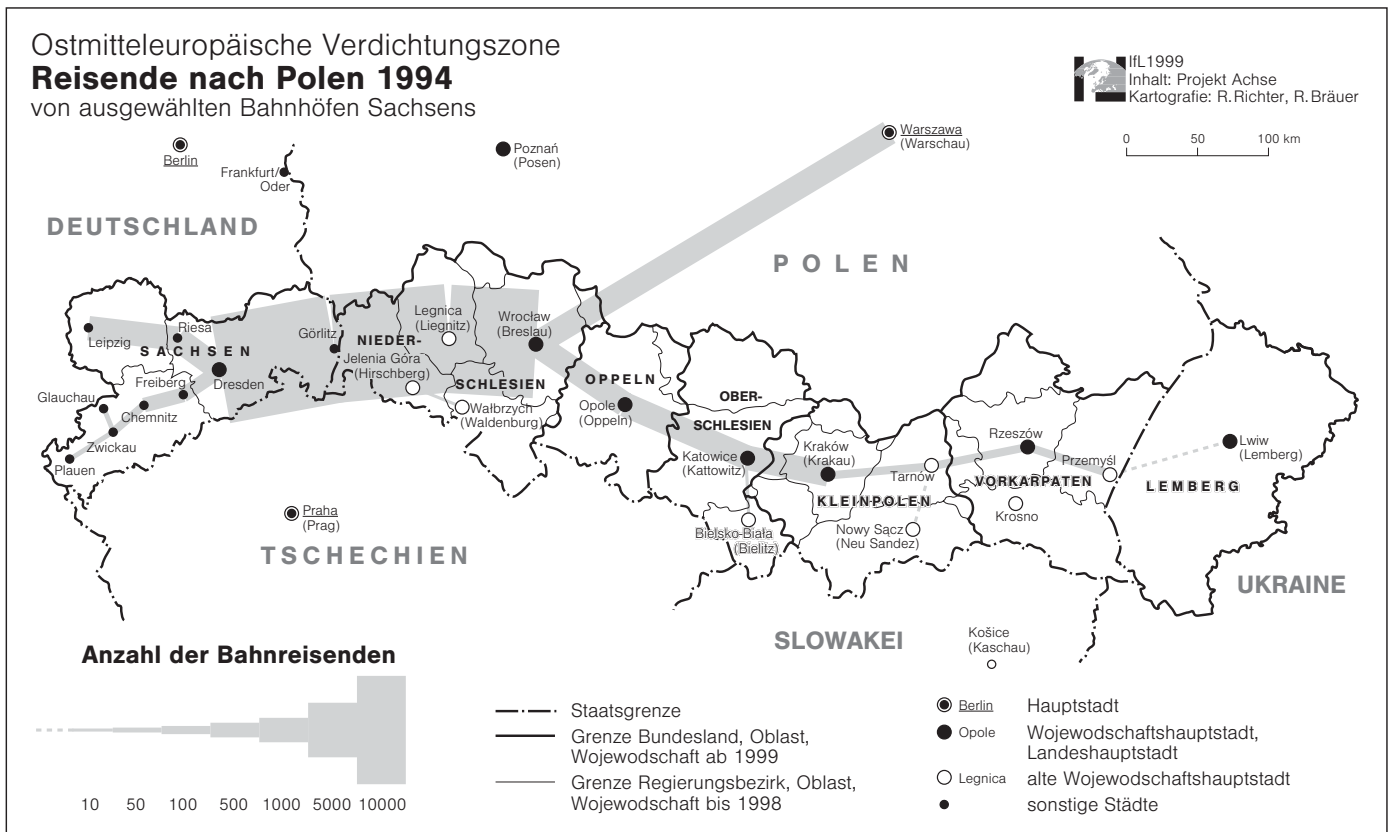 Ostmitteleuropäische Verdichtungszone
Reisende nach Polen 1994
von ausgewählten Bahnhöfen Sachsens
IfL1999
Inhalt: Projekt Achse
Kartografie: R.Richter, R.Bräuer
0 50 100 km
Warszawa
(Warschau)
Berlin
Poznań
(Posen)
Frankfurt/
Oder
DEUTSCHLAND
POLEN
Leipzig
Riesa
SACHSEN
Dresden
Görlitz
Freiberg
Glauchau
Chemnitz
Zwickau
Plauen
Legnica
(Liegnitz)
NIEDER-
Jelenia Góra
(Hirschberg)
SCHLESIEN
Wałbrzych
(Waldenburg)
Wrocław
(Breslau)
OPPELN
Opole
(Oppeln)
OBER-
SCHLESIEN
Katowice
(Kattowitz)
Bielsko-Biała
(Bielitz)
Kraków
(Krakau)
KLEINPOLEN
Tarnów
Nowy Sącz
(Neu Sandez)
Rzeszów
Przemyśl
VORKARPATEN
Krosno
Lwiw
(Lemberg)
LEMBERG
Praha
(Prag)
TSCHECHIEN
SLOWAKEI
UKRAINE
Košice
(Kaschau)
Anzahl der Bahnreisenden
10 50 100 500 1000 5000 10000
Staatsgrenze
Grenze Bundesland, Oblast,
Wojewodschaft ab 1999
Grenze Regierungsbezirk, Oblast,
Wojewodschaft bis 1998
Berlin Hauptstadt
Opole Wojewodschaftshauptstadt,
Landeshauptstadt
Legnica alte Wojewodschaftshauptstadt
sonstige Städte